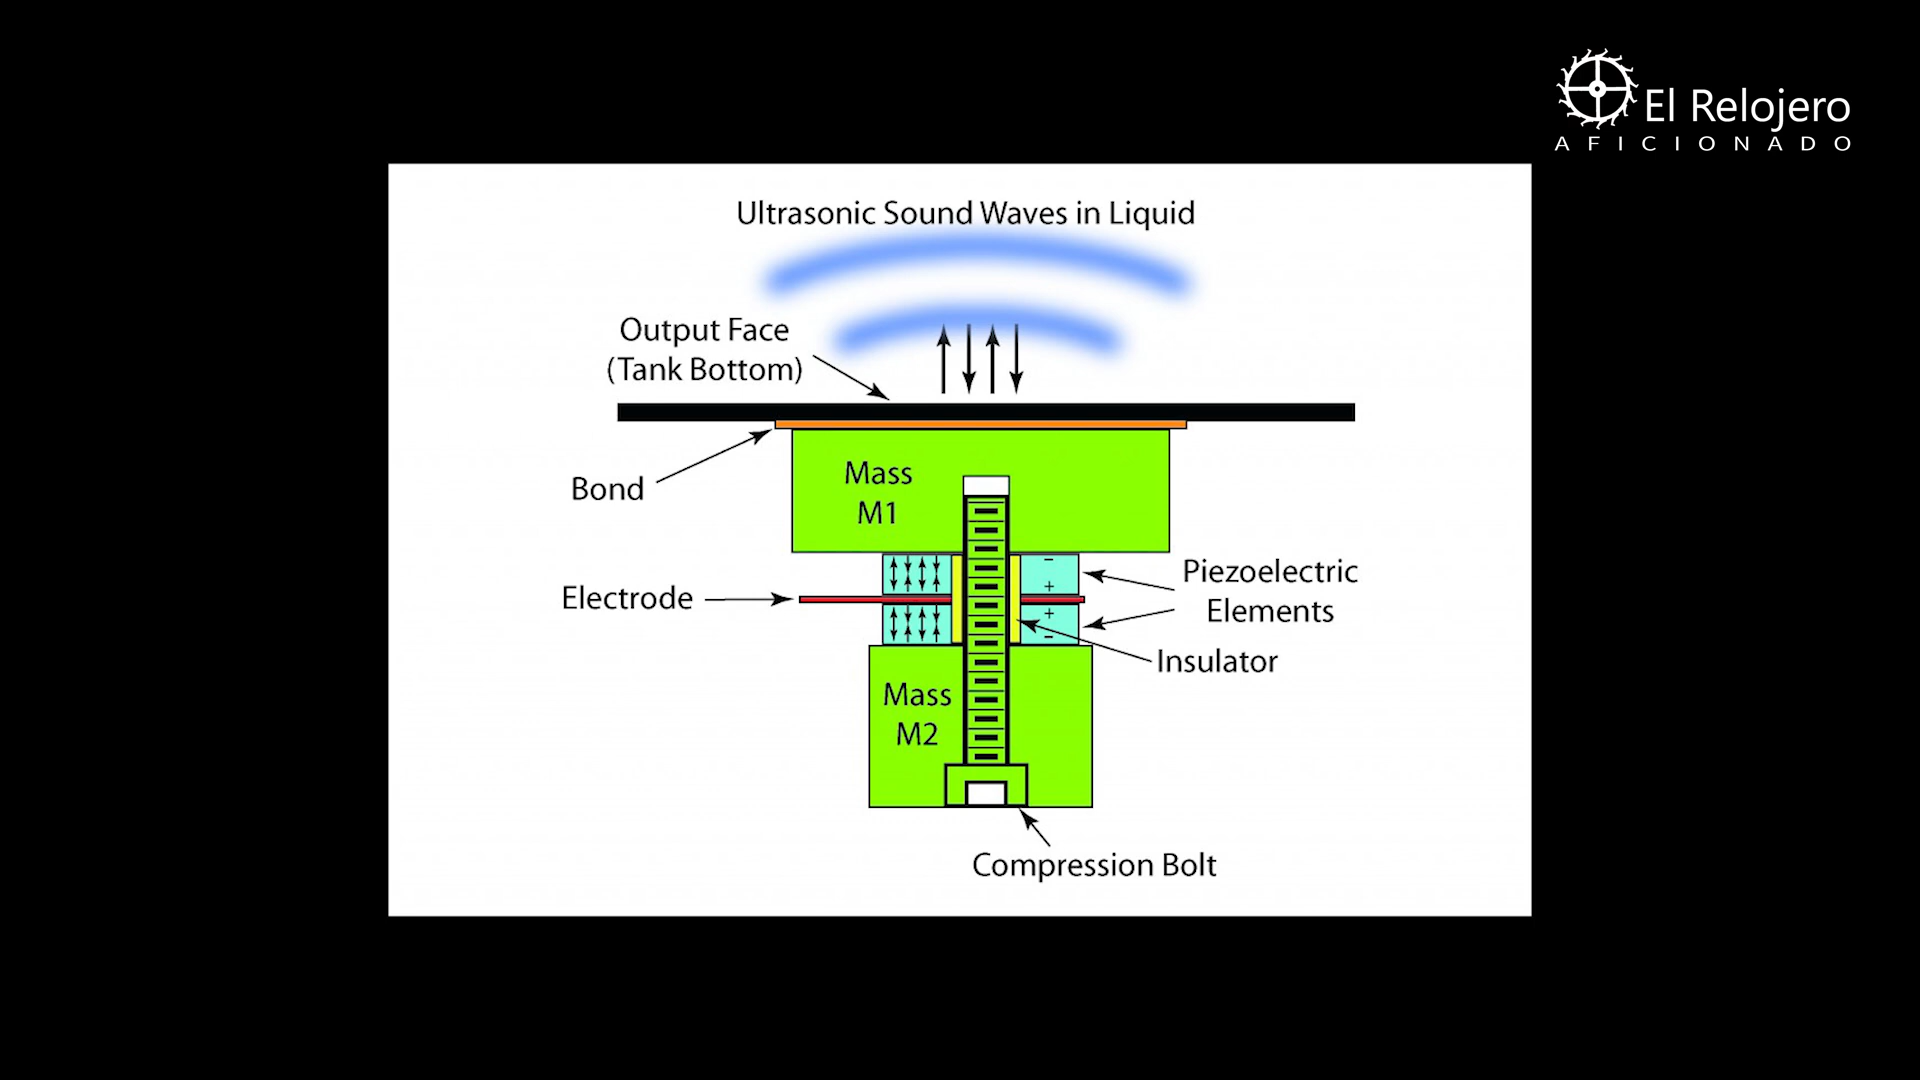 El Relojero
AFICIONADO
Ultrasonic Sound Waves in Liquid
Output Face
(Tank Bottom)
Bond
Mass
M1
Electrode
Piezoelectric
Elements
Insulator
Mass
M2
Compression Bolt
−
+
+
−